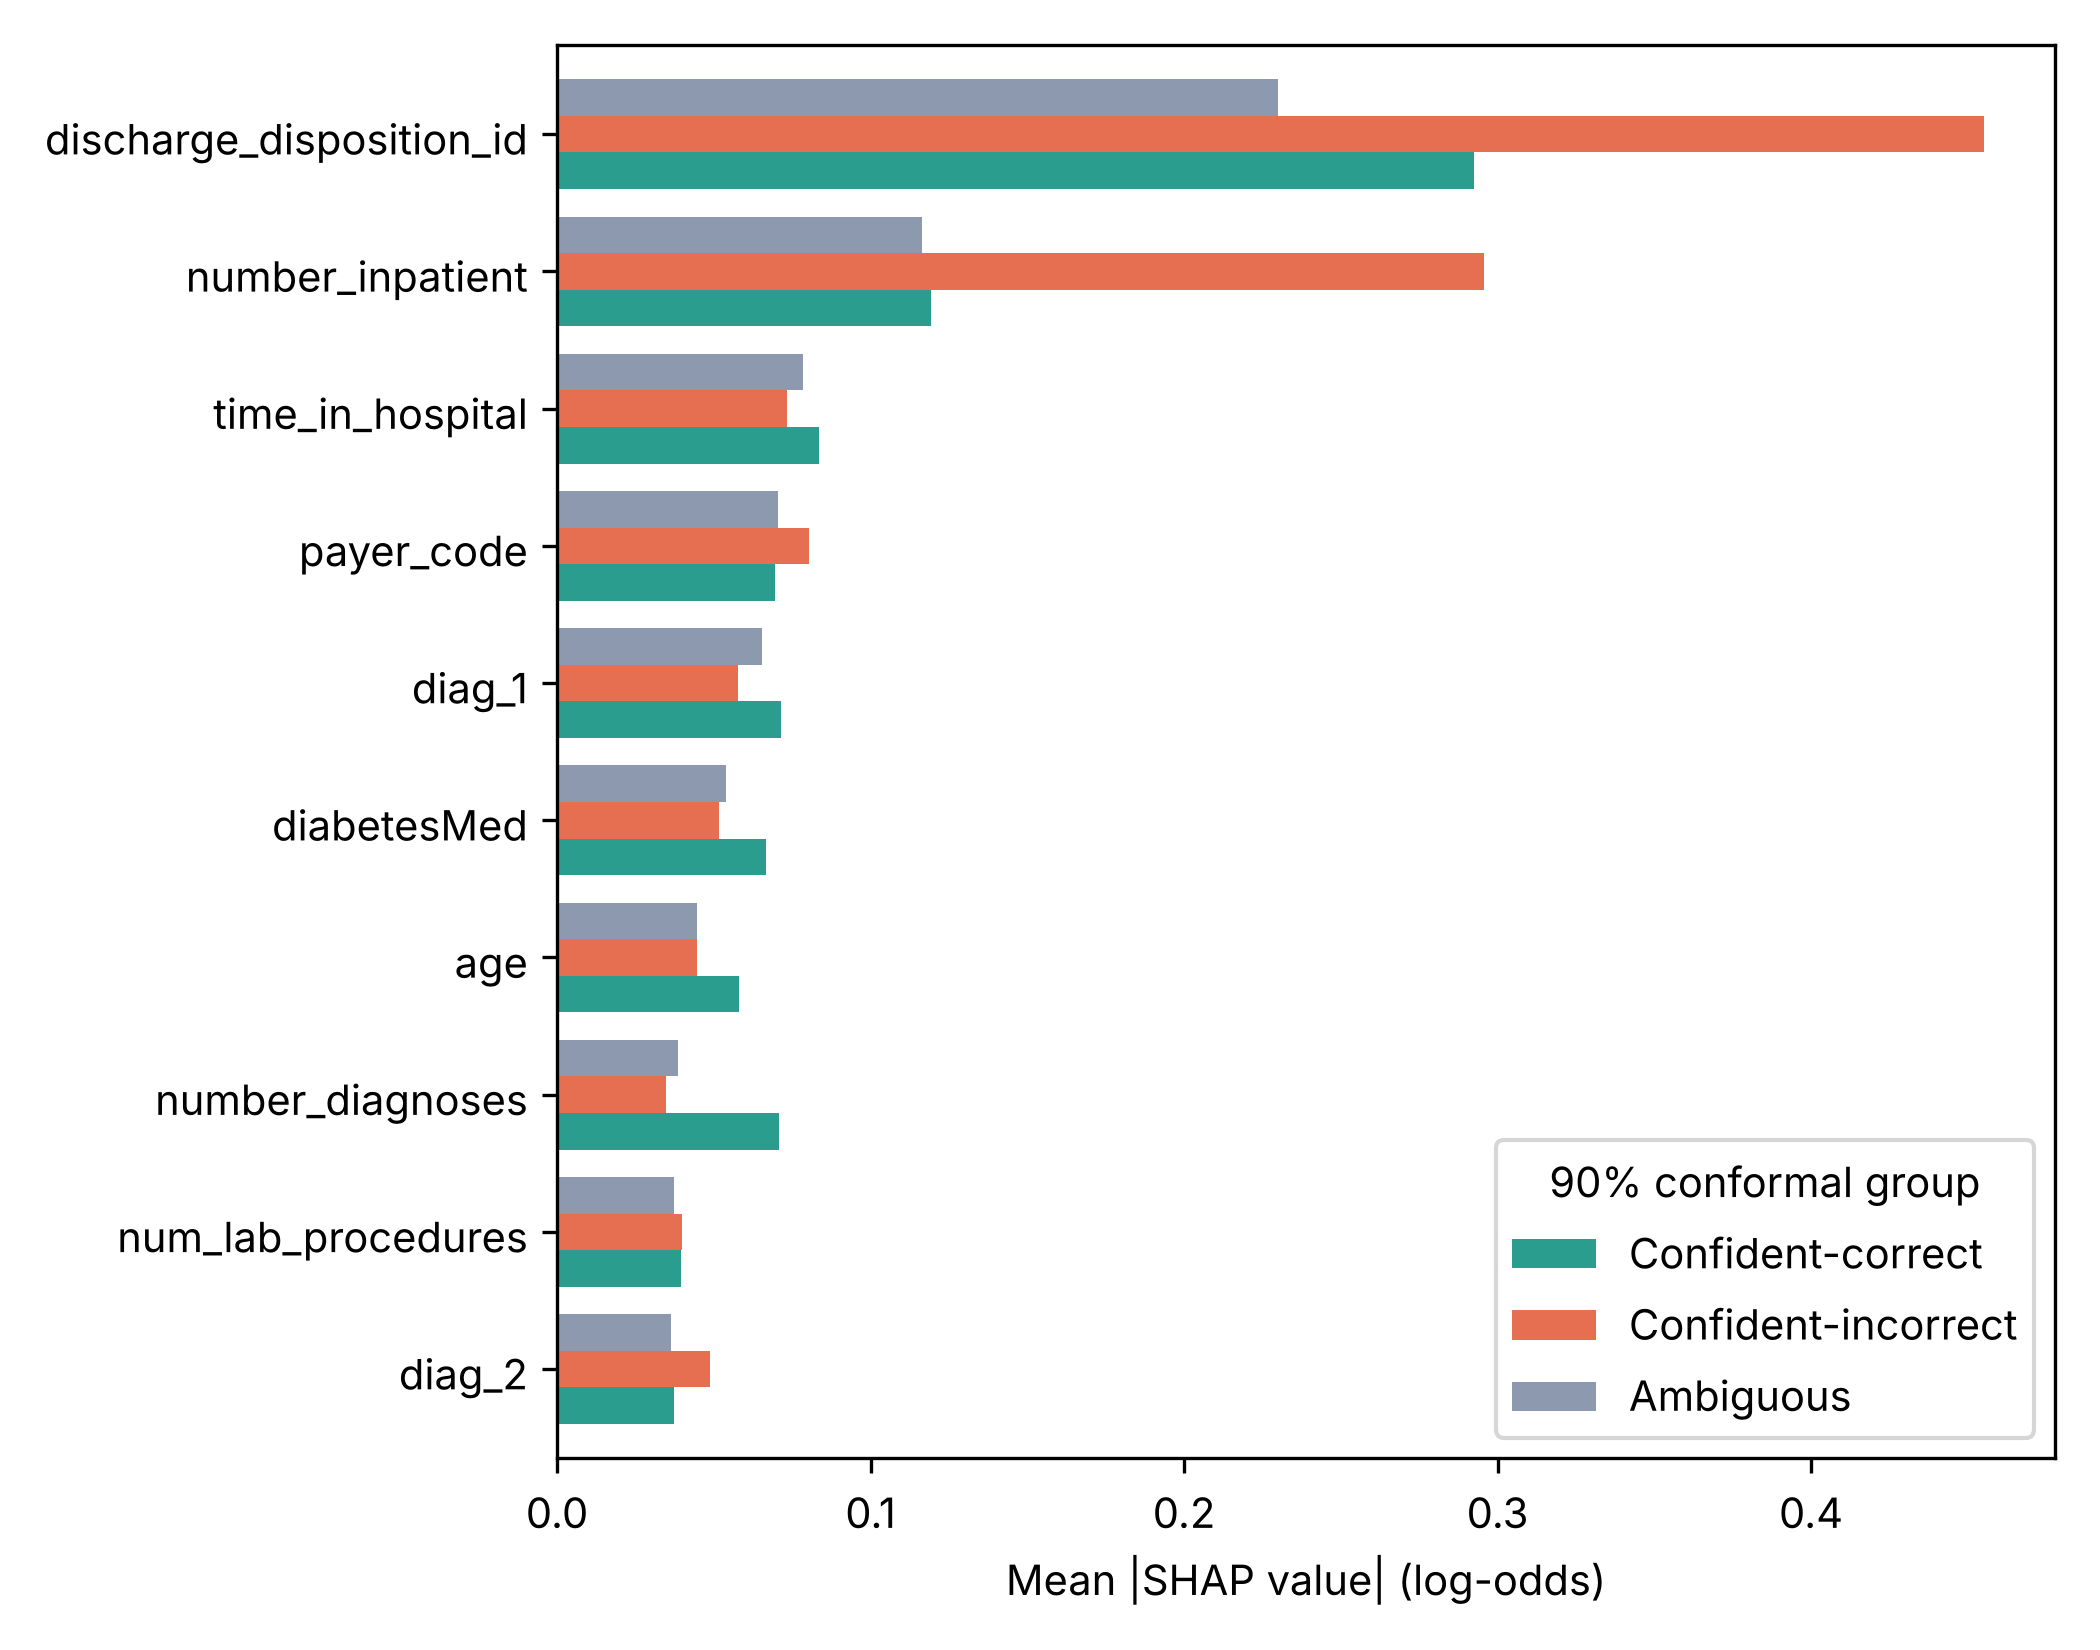 discharge_disposition_id
number_inpatient
time_in_hospital
payer_code
diag_1
diabetesMed
age
number_diagnoses
num_lab_procedures
diag_2
90% conformal group
Confident-correct
Confident-incorrect
Ambiguous
0.0 0.1 0.2 0.3 0.4
Mean |SHAP value| (log-odds)